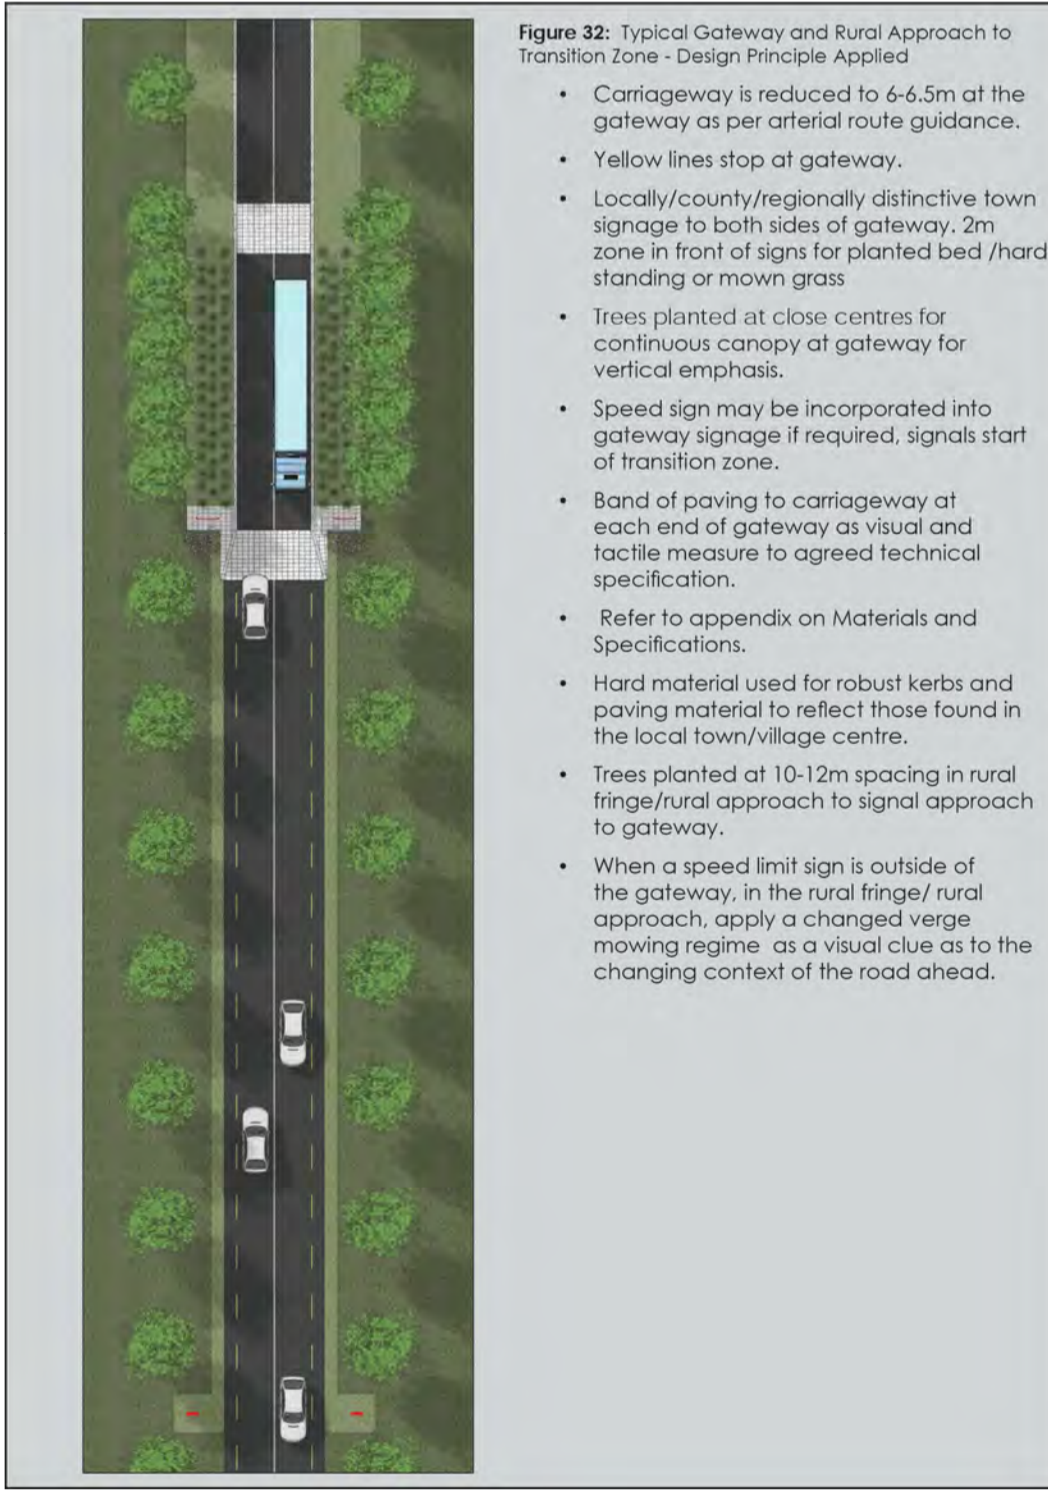 Figure 32: Typical Gateway and Rural Approach to
Transition Zone - Design Principle Applied
• Carriageway is reduced to 6-6.5m at the
gateway as per arterial route guidance.
• Yellow lines stop at gateway.
• Locally/county/regionally distinctive town
signage to both sides of gateway. 2m
zone in front of signs for planted bed /hard
standing or mown grass
• Trees planted at close centres for
continuous canopy at gateway for
vertical emphasis.
• Speed sign may be incorporated into
gateway signage if required, signals start
of transition zone.
• Band of paving to carriageway at
each end of gateway as visual and
tactile measure to agreed technical
specification.
• Refer to appendix on Materials and
Specifications.
• Hard material used for robust kerbs and
paving material to reflect those found in
the local town/village centre.
• Trees planted at 10-12m spacing in rural
fringe/rural approach to signal approach
to gateway.
• When a speed limit sign is outside of
the gateway, in the rural fringe/ rural
approach, apply a changed verge
mowing regime as a visual clue as to the
changing context of the road ahead.